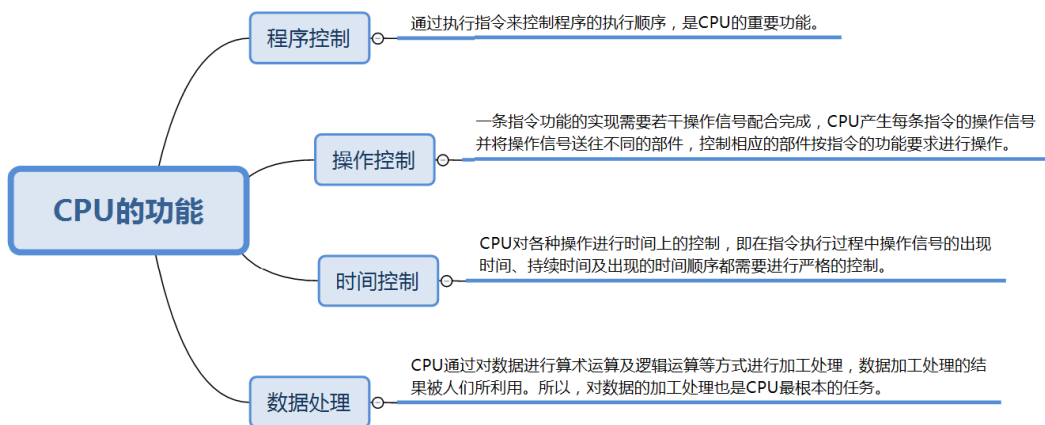 程序控制
通过执行指令来控制程序的执行顺序，是CPU的重要功能。
操作控制
一条指令功能的实现需要若干操作信号配合完成，CPU产生每条指令的操作信号
并将操作信号送往不同的部件，控制相应的部件按指令的功能要求进行操作。
CPU的功能
时间控制
CPU对各种操作进行时间上的控制，即在指令执行过程中操作信号的出现
时间、持续时间及出现的时间顺序都需要进行严格的控制。
数据处理
CPU通过对数据进行算术运算及逻辑运算等方式进行加工处理，数据加工处理的结
果被人们所利用。所以，对数据的加工处理也是CPU最根本的任务。